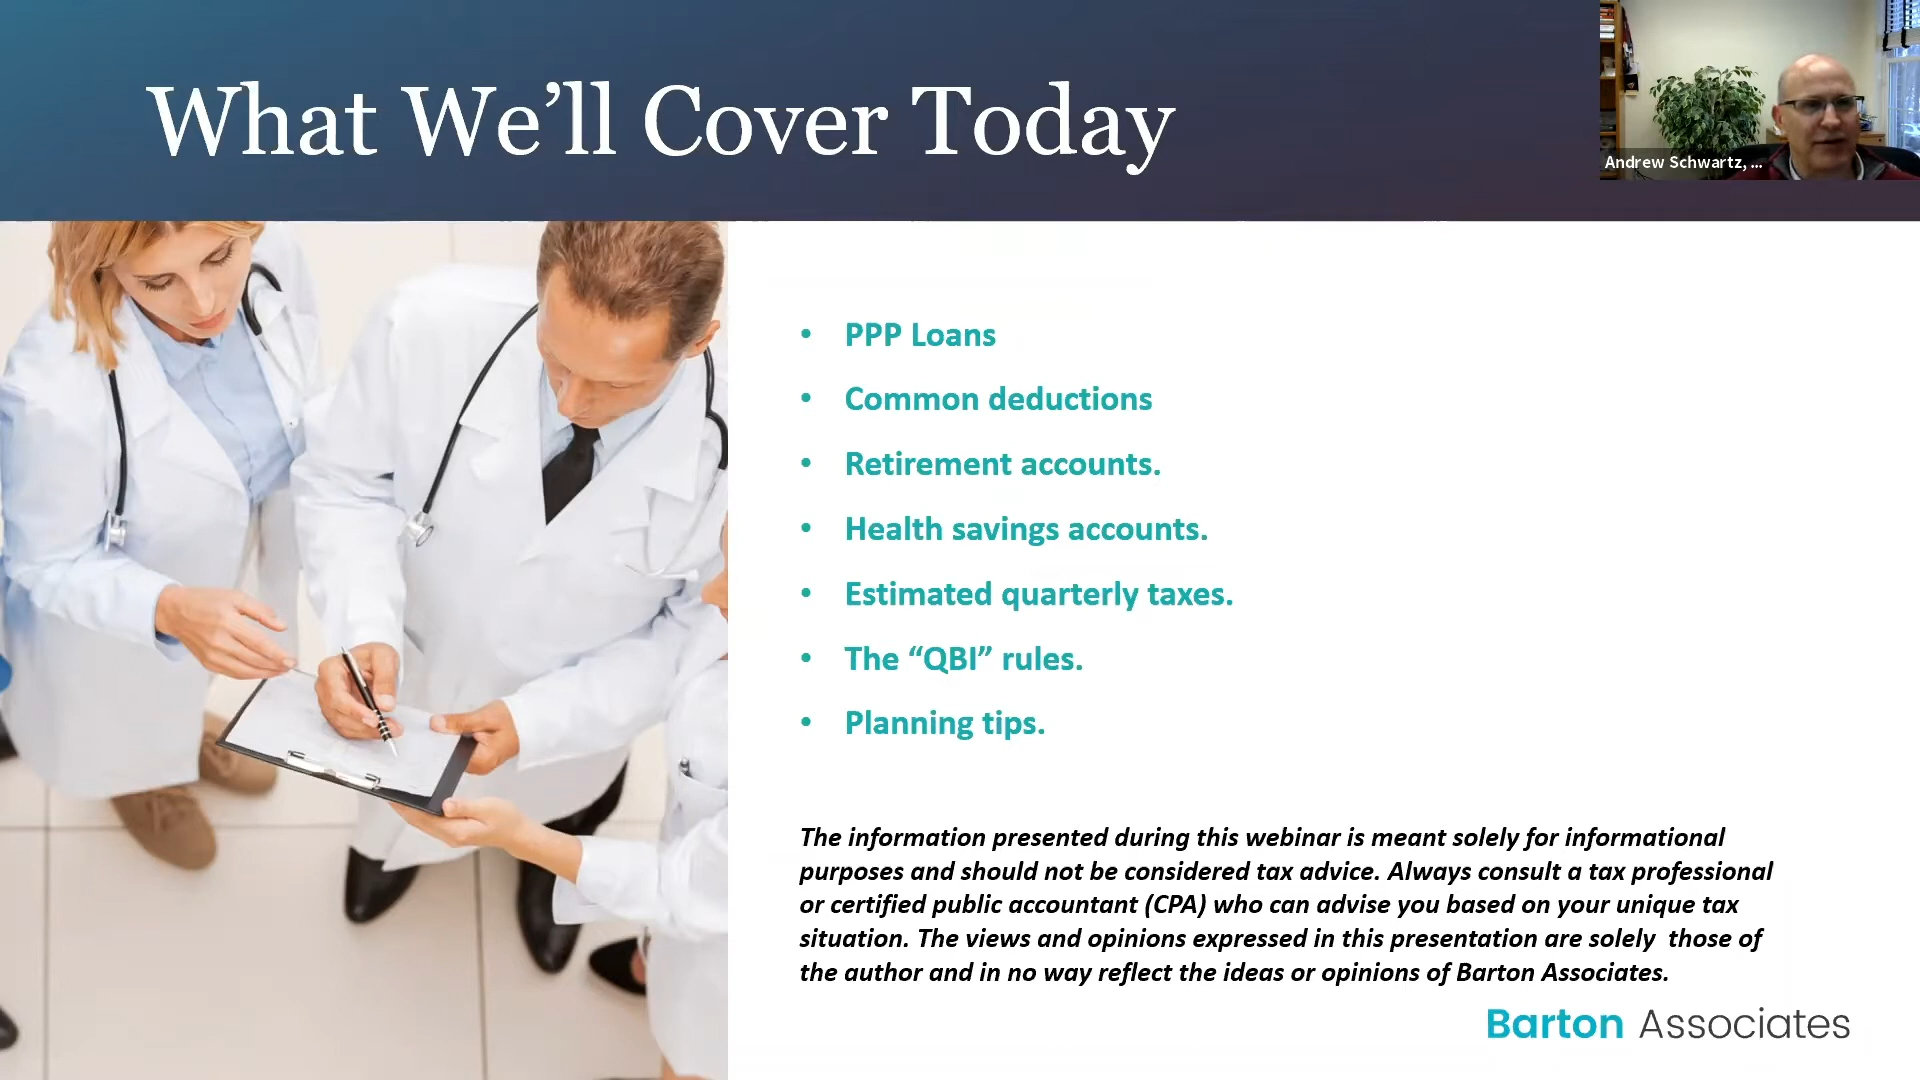 What We’ll Cover Today
Andrew Schwartz, ...
• PPP Loans
• Common deductions
• Retirement accounts.
• Health savings accounts.
• Estimated quarterly taxes.
• The “QBI” rules.
• Planning tips.
The information presented during this webinar is meant solely for informational
purposes and should not be considered tax advice. Always consult a tax professional
or certified public accountant (CPA) who can advise you based on your unique tax
situation. The views and opinions expressed in this presentation are solely  those of
the author and in no way reflect the ideas or opinions of Barton Associates.
Barton Associates